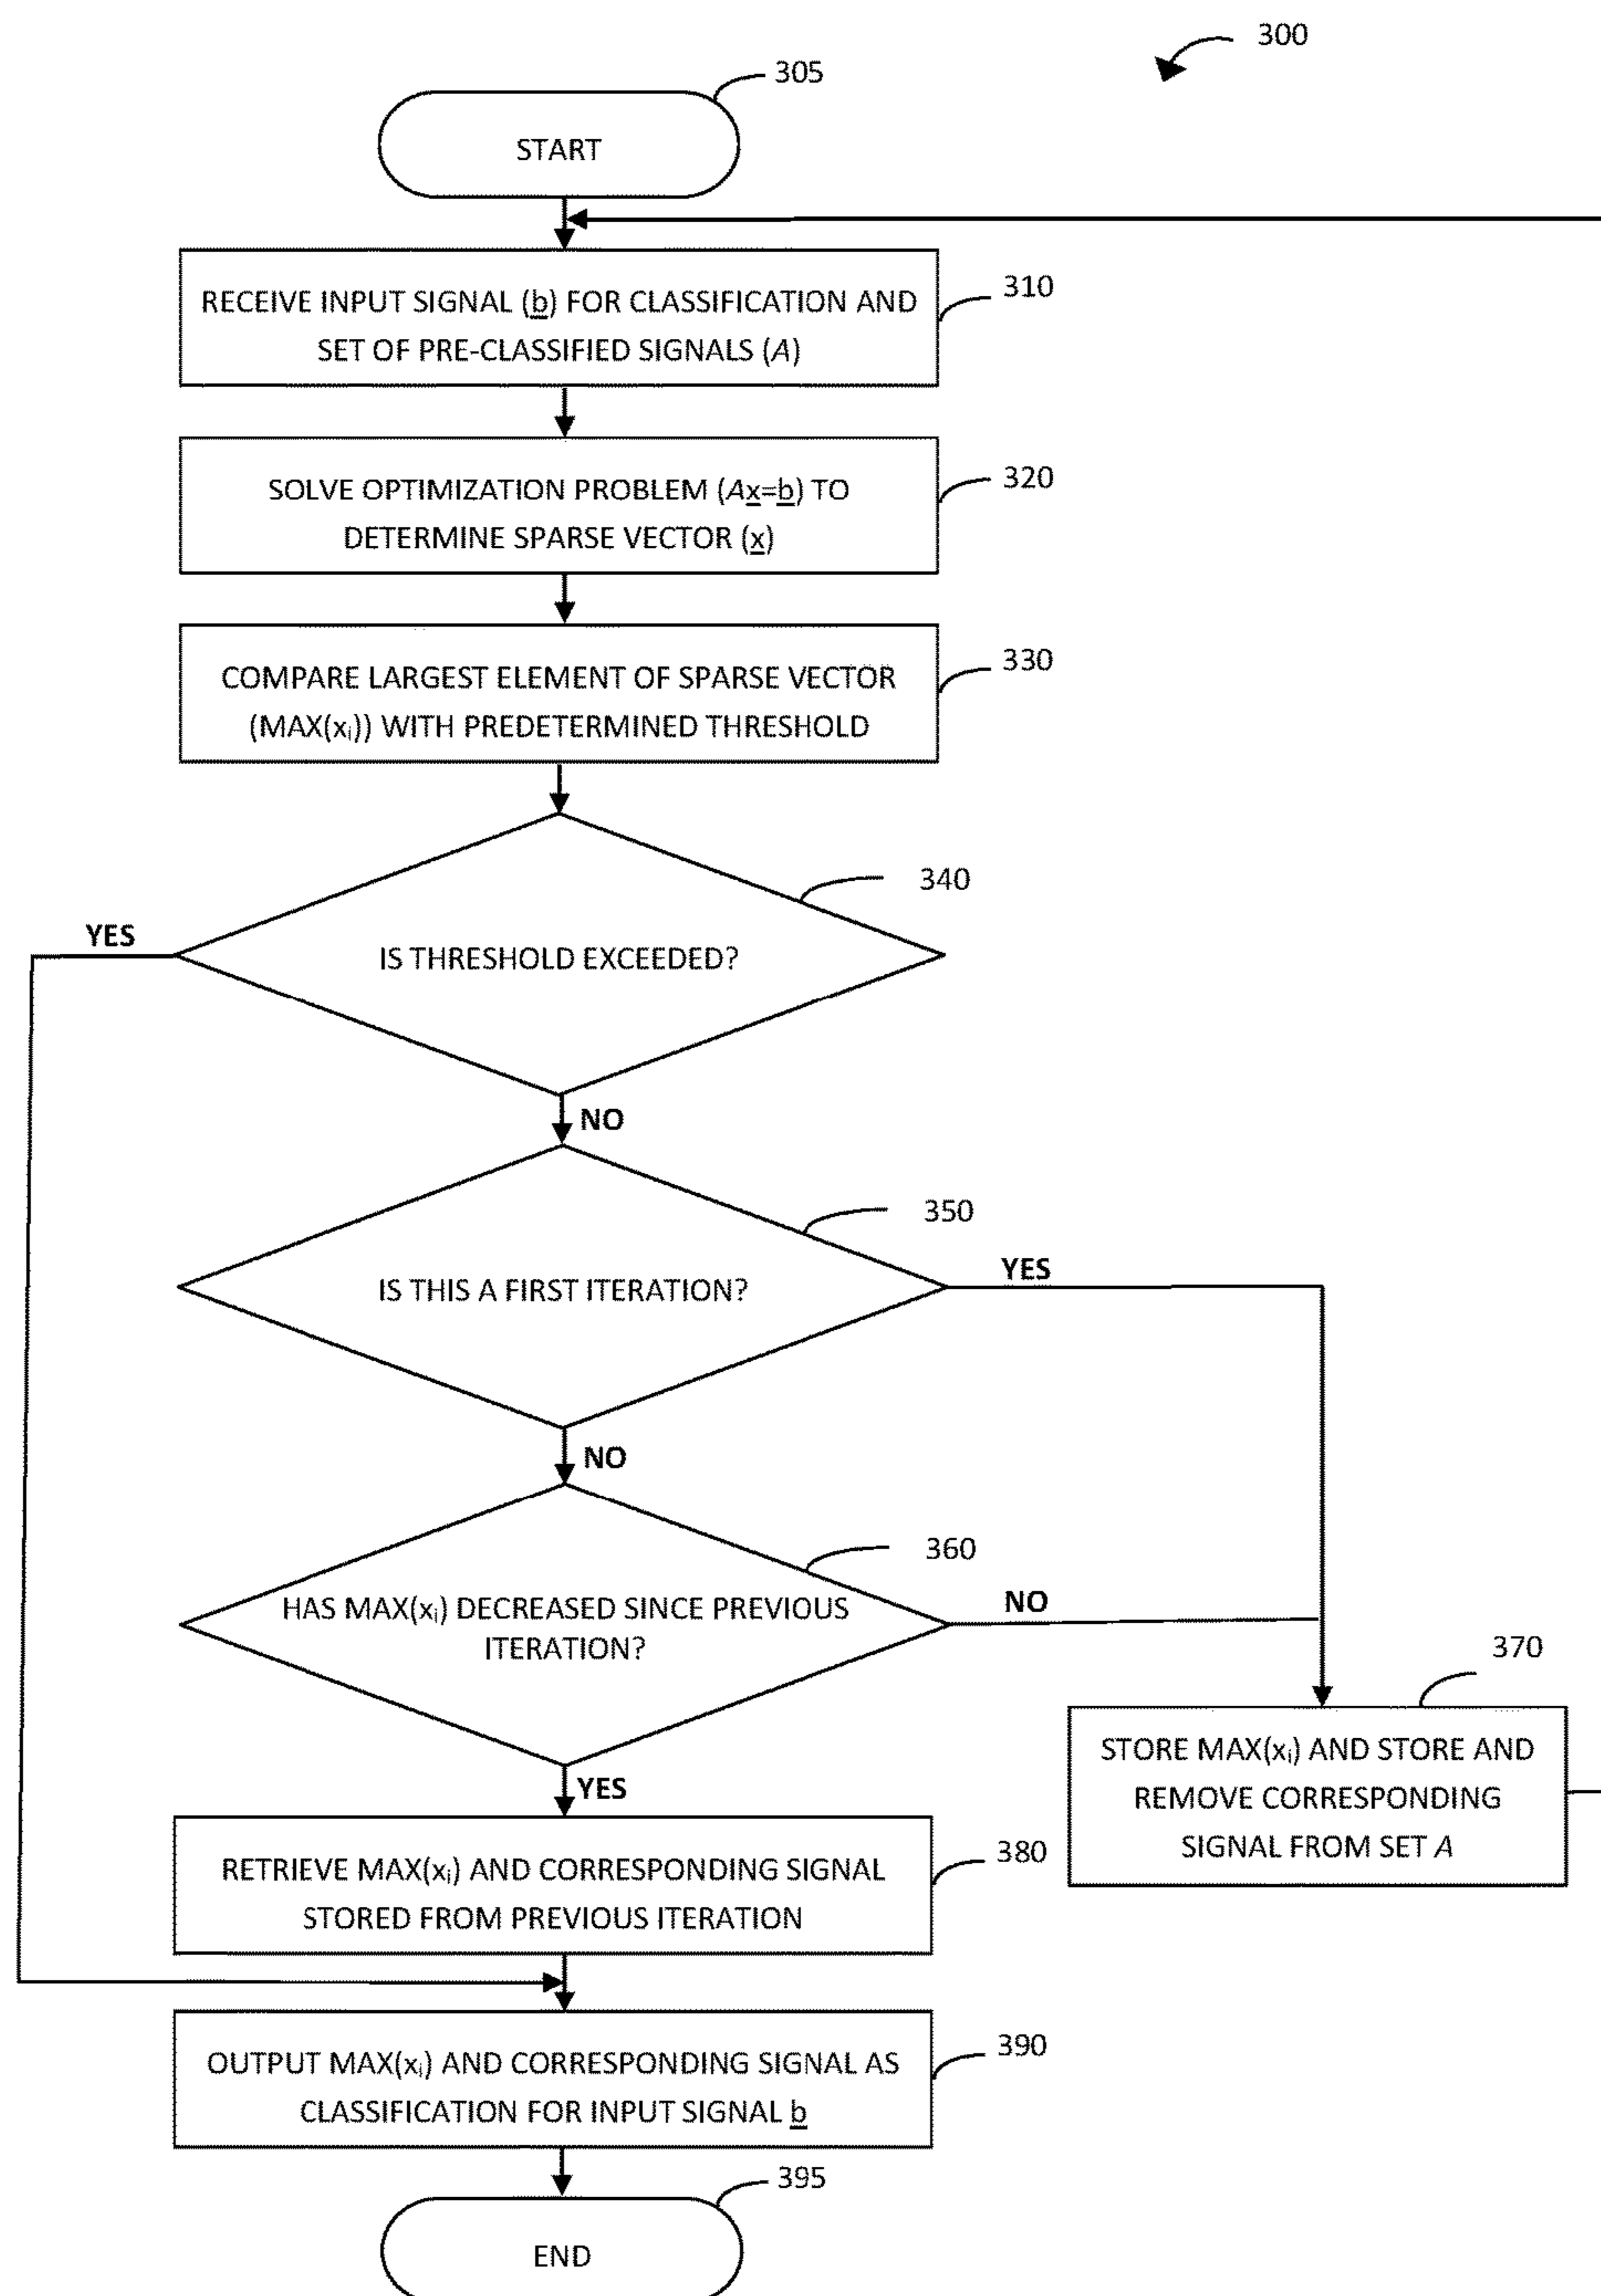 300
305
START
RECEIVE INPUT SIGNAL (b) FOR CLASSIFICATION AND
SET OF PRE-CLASSIFIED SIGNALS (A)
310
SOLVE OPTIMIZATION PROBLEM (Ax=b) TO
DETERMINE SPARSE VECTOR (x)
320
COMPARE LARGEST ELEMENT OF SPARSE VECTOR
(MAX(xᵢ)) WITH PREDETERMINED THRESHOLD
330
340
YES
IS THRESHOLD EXCEEDED?
NO
350
IS THIS A FIRST ITERATION?
YES
NO
360
HAS MAX(xᵢ) DECREASED SINCE PREVIOUS
ITERATION?
NO
370
STORE MAX(xᵢ) AND STORE AND
REMOVE CORRESPONDING
SIGNAL FROM SET A
YES
RETRIEVE MAX(xᵢ) AND CORRESPONDING SIGNAL
STORED FROM PREVIOUS ITERATION
380
OUTPUT MAX(xᵢ) AND CORRESPONDING SIGNAL AS
CLASSIFICATION FOR INPUT SIGNAL b
390
395
END